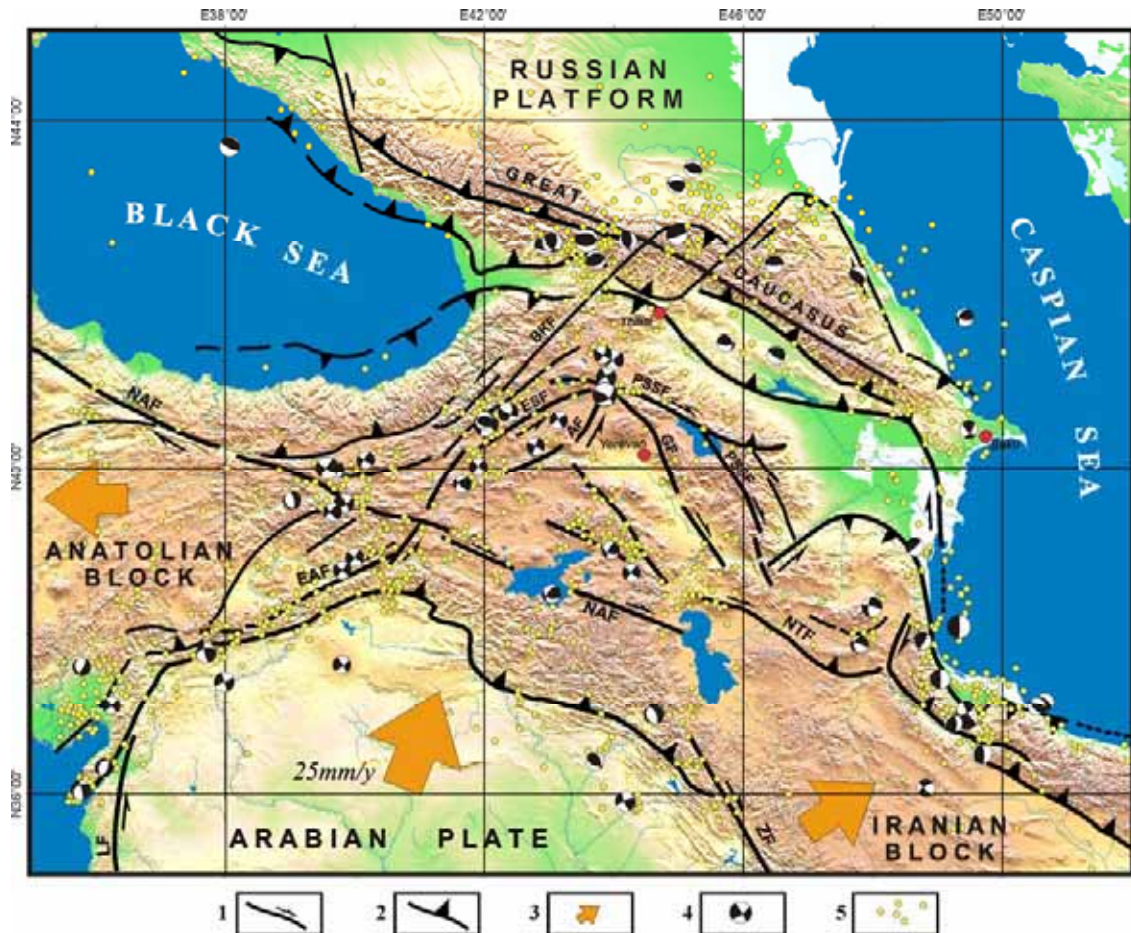 E38°00'
E42°00'
E46°00'
E50°00'
N44°00'
N40°00'
N36°00'
RUSSIAN
PLATFORM
GREAT
CAUCASUS
BLACK SEA
CASPIAN SEA
BKF
Tbilisi
PSSF
ESF
NAF
Yerevan
GF
PSSF
Baku
ANATOLIAN
BLOCK
EAF
NAF
NTF
25mm/y
ARABIAN PLATE
IRANIAN
BLOCK
LF
ZF
1
2
3
4
5